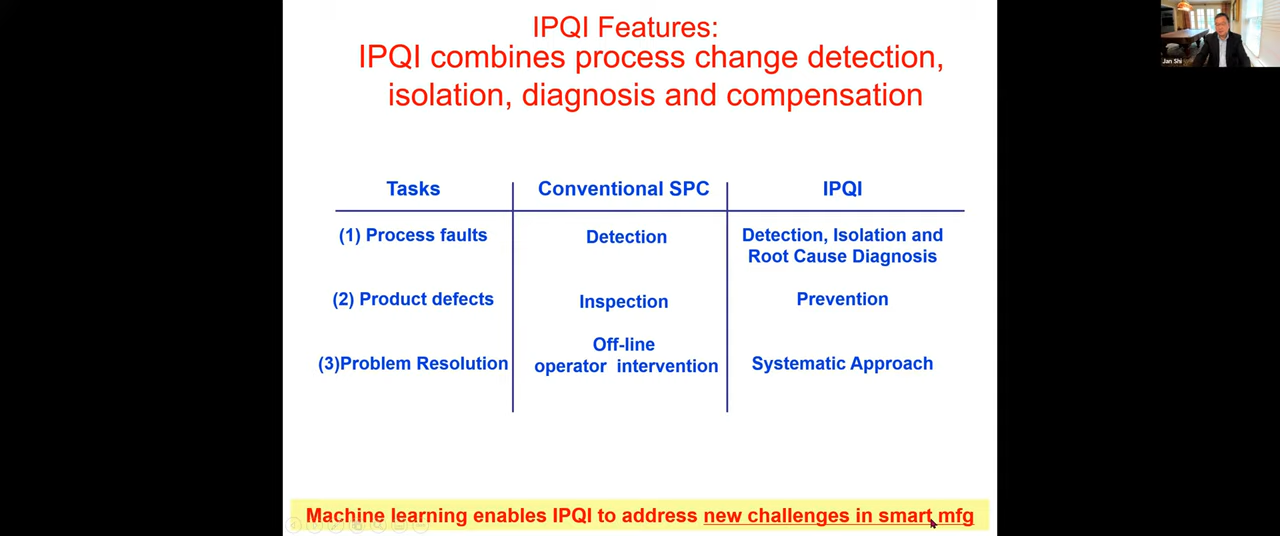 IPQI Features:
IPQI combines process change detection,
isolation, diagnosis and compensation
Tasks
Conventional SPC
IPQI
(1) Process faults
Detection
Detection, Isolation and
Root Cause Diagnosis
(2) Product defects
Inspection
Prevention
(3)Problem Resolution
Off-line
operator intervention
Systematic Approach
Machine learning enables IPQI to address new challenges in smart mfg
Jan Shi